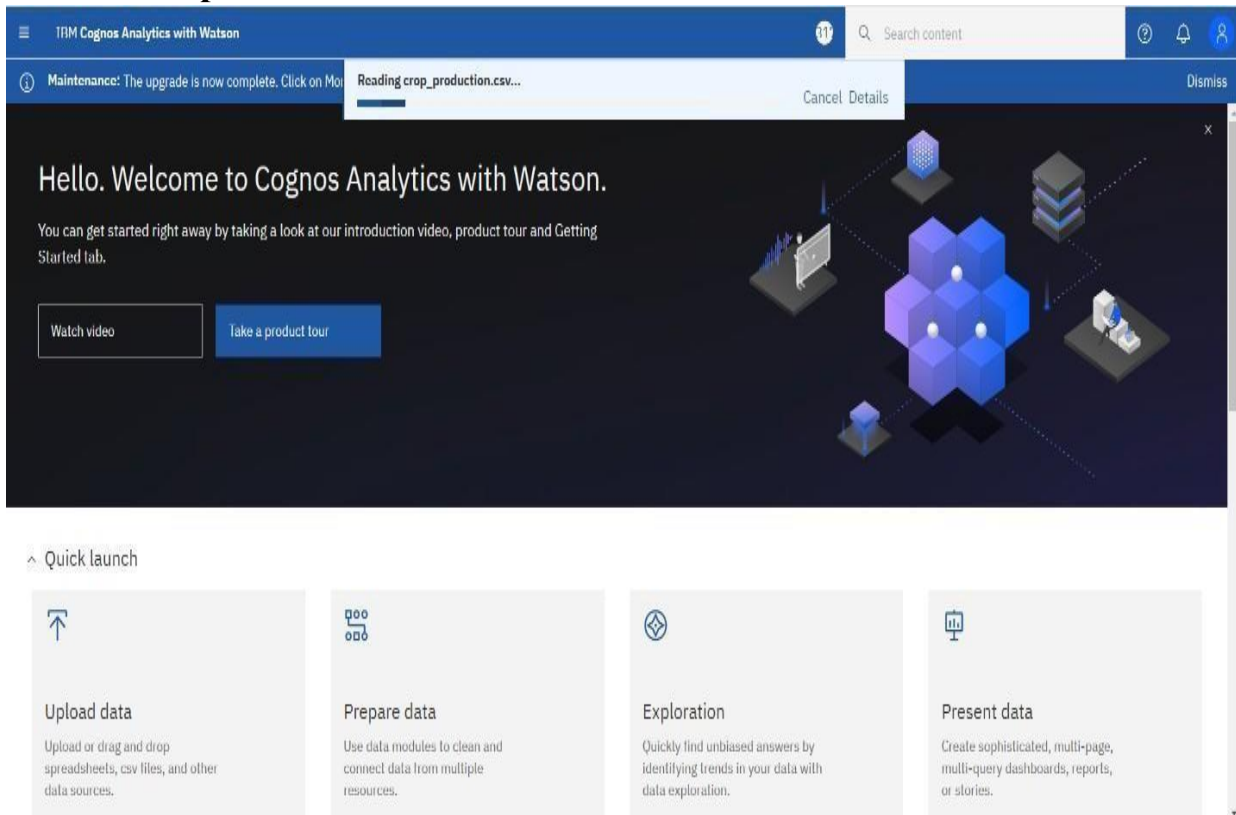 IBM Cognos Analytics with Watson
Search content
Maintenance: The upgrade is now complete. Click on Mor
Reading crop_production.csv...
Cancel Details
Dismiss
Hello. Welcome to Cognos Analytics with Watson.
You can get started right away by taking a look at our introduction video, product tour and Getting
Started tab.
Watch video
Take a product tour
Quick launch
Upload data
Upload or drag and drop
spreadsheets, csv files, and other
data sources.
Prepare data
Use data modules to clean and
connect data from multiple
resources.
Exploration
Quickly find unbiased answers by
identifying trends in your data with
data exploration.
Present data
Create sophisticated, multi-page,
multi-query dashboards, reports,
or stories.